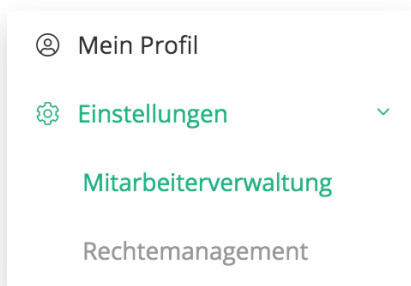 Mein Profil
Einstellungen
Mitarbeiterverwaltung
Rechtemanagement